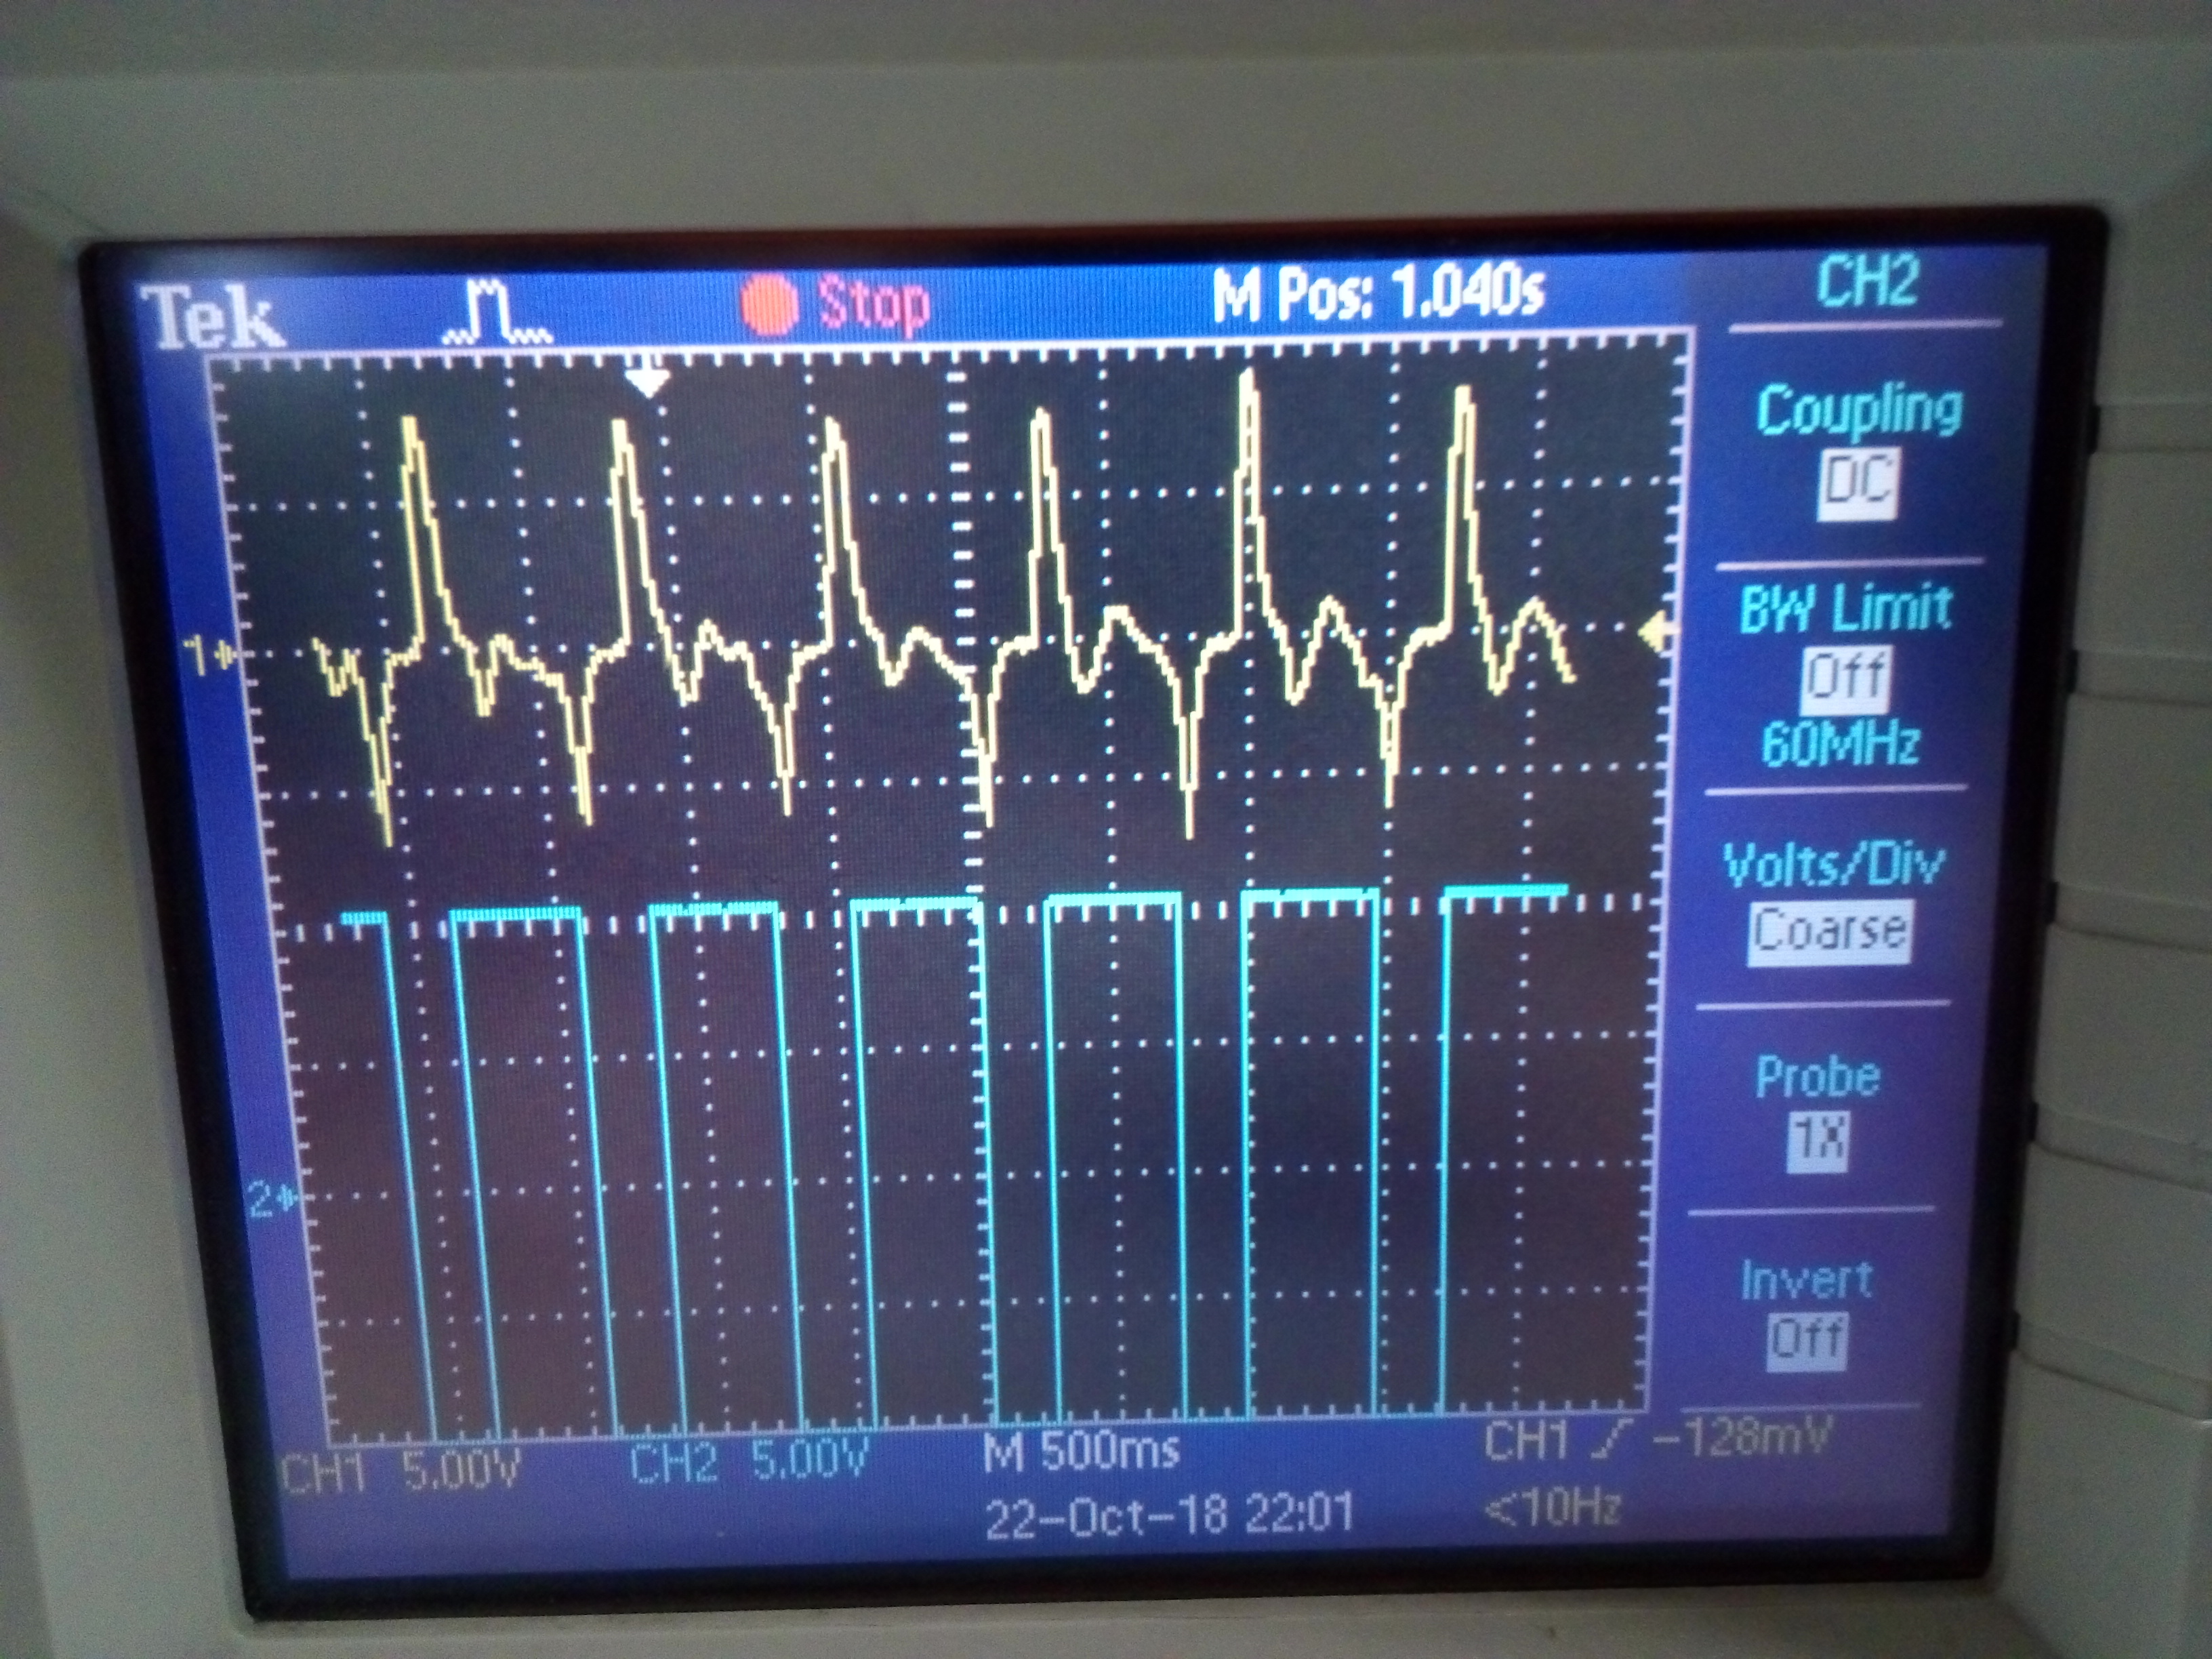 Tek Stop M Pos: 1.040s CH2
Coupling
DC
BW Limit
Off
60MHz
Volts/Div
Coarse
Probe
1X
Invert
Off
1
2
CH1 5.00V CH2 5.00V M 500ms CH1 -128mV
22-Oct-18 22:01 <10Hz